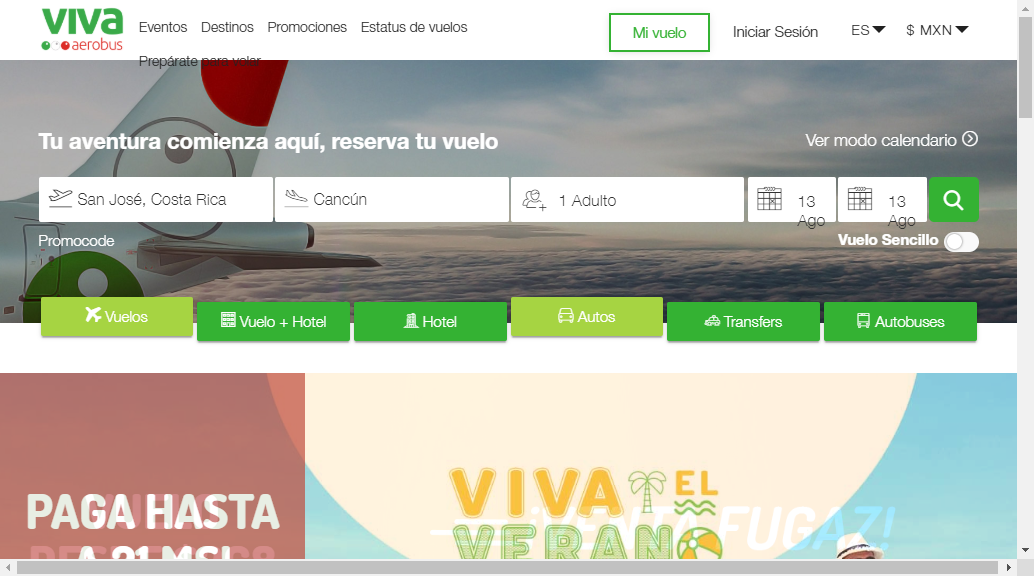 viva
aerobus
Eventos Destinos Promociones Estatus de vuelos
Prepárate para volar
Mi vuelo
Iniciar Sesión
ES
$ MXN
Tu aventura comienza aquí, reserva tu vuelo
Ver modo calendario
San José, Costa Rica
Cancún
1 Adulto
13
Ago
13
Ago
Promocode
Vuelo Sencillo
Vuelos
Vuelo + Hotel
Hotel
Autos
Transfers
Autobuses
PAGA HASTA
VIVA EL
VERANO
¡VENTA FUGAZ!